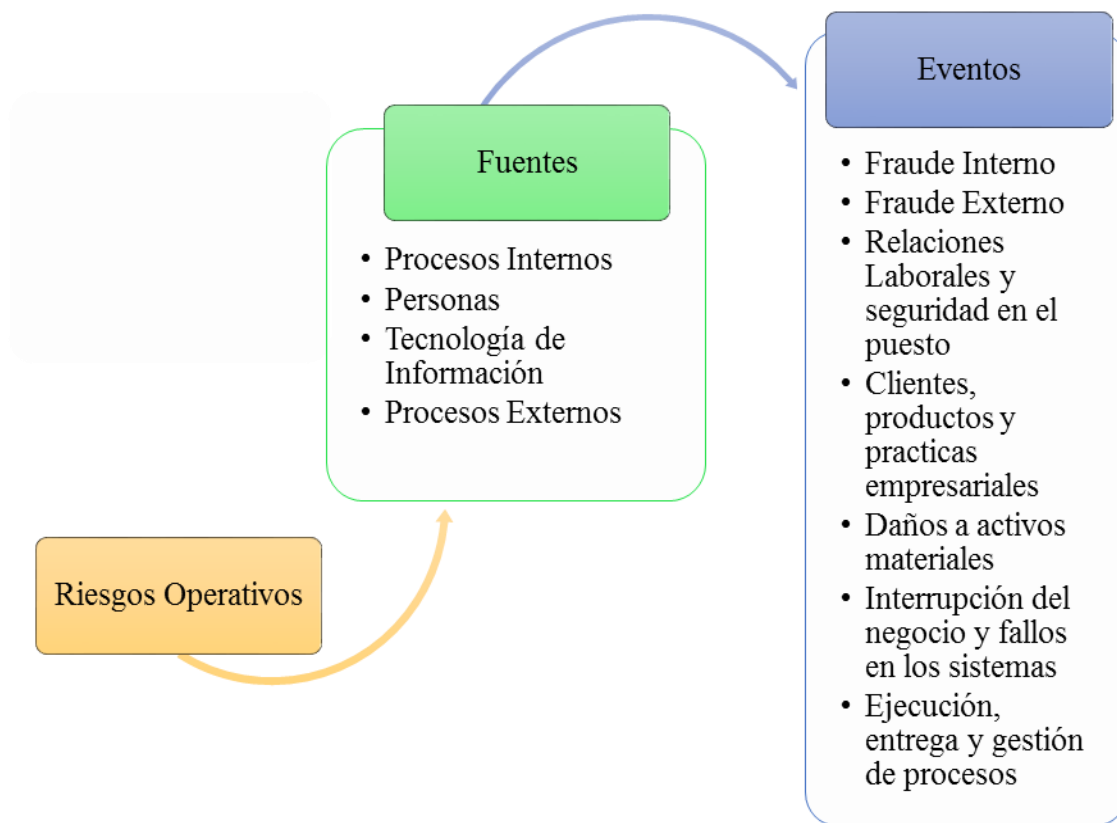 Riesgos Operativos
Fuentes
• Procesos Internos
• Personas
• Tecnología de
Información
• Procesos Externos
Eventos
• Fraude Interno
• Fraude Externo
• Relaciones
Laborales y
seguridad en el
puesto
• Clientes,
productos y
practicas
empresariales
• Daños a activos
materiales
• Interrupción del
negocio y fallos
en los sistemas
• Ejecución,
entrega y gestión
de procesos